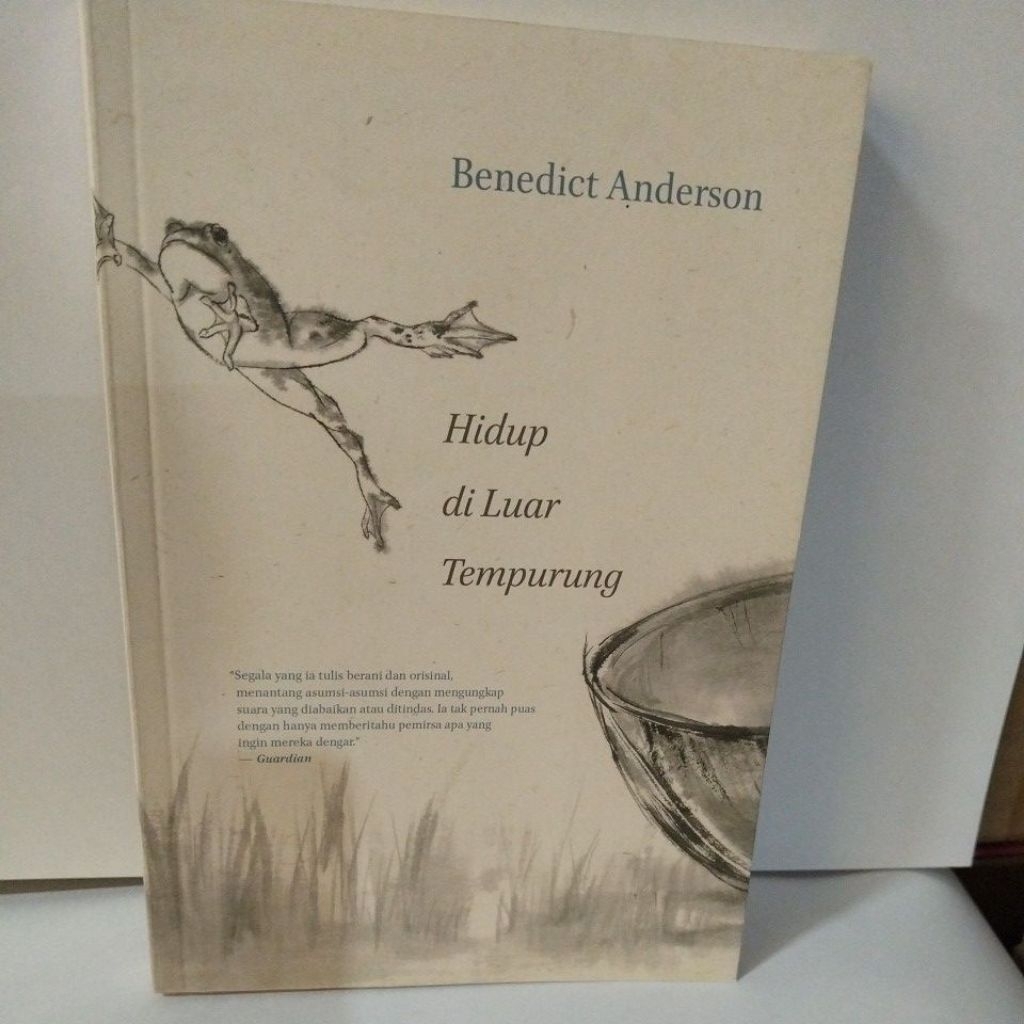 Benedict Anderson
Hidup
di Luar
Tempurung
"Segala yang ia tulis berani dan orisinal,
menantang asumsi-asumsi dengan mengungkap
suara yang diabaikan atau ditindas. Ia tak pernah puas
dengan hanya memberitahu pemirsa apa yang
ingin mereka dengar."
— Guardian